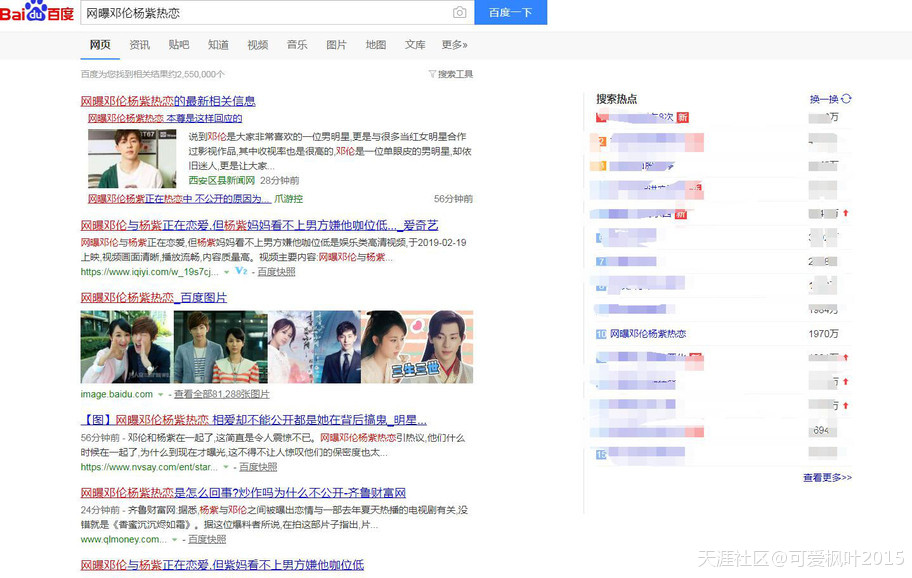 Bai du 百度
网曝邓伦杨紫热恋
百度一下
网页 资讯 贴吧 知道 视频 音乐 图片 地图 文库 更多»
百度为您找到相关结果约2,550,000个 搜索工具
网曝邓伦杨紫热恋的最新相关信息
网曝邓伦杨紫热恋 本尊是这样回应的
说到邓伦是大家非常喜欢的一位男明星,更是与很多当红女明星合作
过影视作品,其中收视率也是很高的,邓伦是一位单眼皮的男明星,却依
旧迷人,更是让大家...
西安区县新闻网 28分钟前
网曝邓伦杨紫正在热恋中 不公开的原因为... 爪游控 56分钟前
邓伦与杨紫正在恋爱,但杨紫妈妈看不上男方嫌他咖位低..._爱奇艺
网曝邓伦与杨紫正在恋爱,但杨紫妈妈看不上男方嫌他咖位低是娱乐类高清视频,于2019-02-19
上映,视频画面清晰,播放流畅,内容质量高。视频主要内容:网曝邓伦与杨紫...
https://www.iqiyi.com/w_19s7cj... - 百度快照
网曝邓伦杨紫热恋_百度图片
三生三世
image.baidu.com - 查看全部81,288张图片
【图】网曝邓伦杨紫热恋 相爱却不能公开都是她在背后搞鬼_明星...
56分钟前 - 邓伦和杨紫在一起了,这简直是令人震惊不已。网曝邓伦杨紫热恋引热议,他们什么
时候在一起了,为什么到现在才曝光,这不得不让人惊叹他们的保密度也太...
https://www.nvsay.com/ent/star... - 百度快照
网曝邓伦杨紫热恋是怎么回事?炒作吗为什么不公开-齐鲁财富网
24分钟前 - 齐鲁财富网:据悉,杨紫与邓伦之间被曝出恋情与一部去年夏天热播的电视剧有关,没
错就是《香蜜沉沉烬如霜》。据这位爆料者所说,在拍这部片子指出,片...
www.qlmoney.com... - 百度快照
网曝邓伦与杨紫正在恋爱,但紫妈妈看不上男方嫌他咖位低
搜索热点 换一换
新
万
2
新
7
10 网曝邓伦杨紫热恋 1970万
万
万
694
15
查看更多>>
天涯社区@可爱枫叶2015